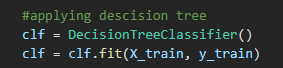 #applying descision tree
clf = DecisionTreeClassifier()
clf = clf.fit(X_train, y_train)